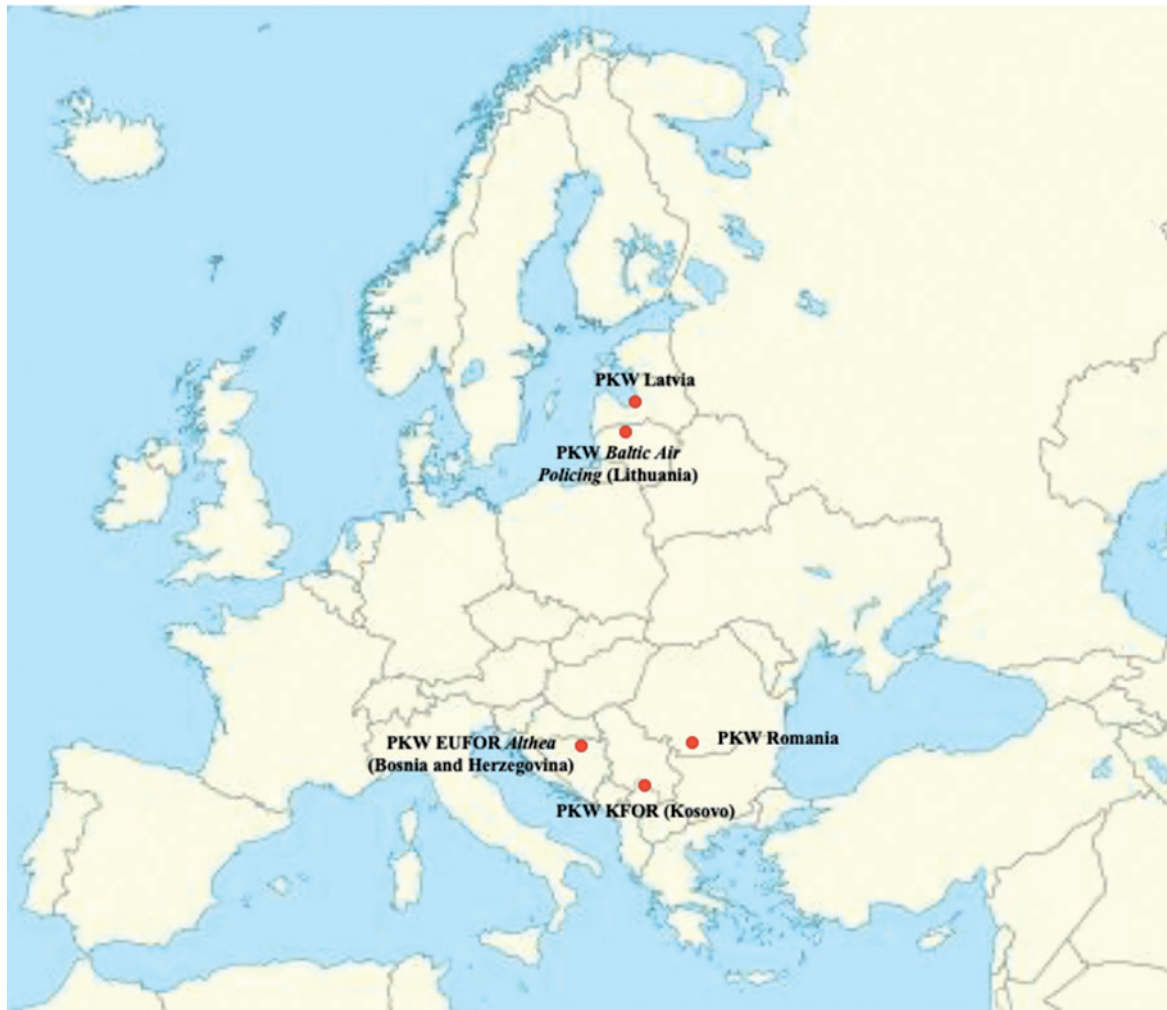 PKW Latvia
PKW Baltic Air
Policing (Lithuania)
PKW EUFOR Althea
(Bosnia and Herzegovina)
PKW Romania
PKW KFOR (Kosovo)